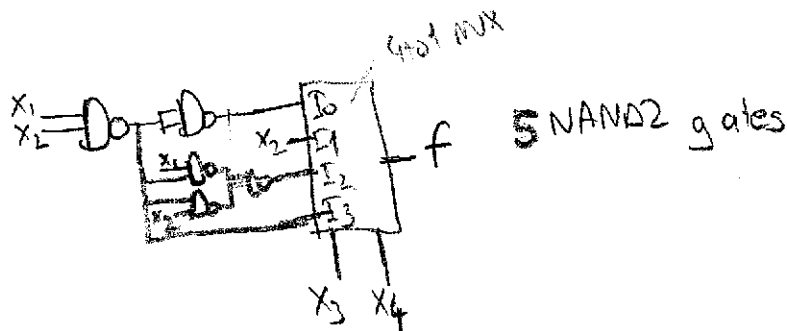 4to1 MUX
X1
X2
I0
X2 I1
f
5 NAND2 gates
X1
I2
X2
I3
X3 X4